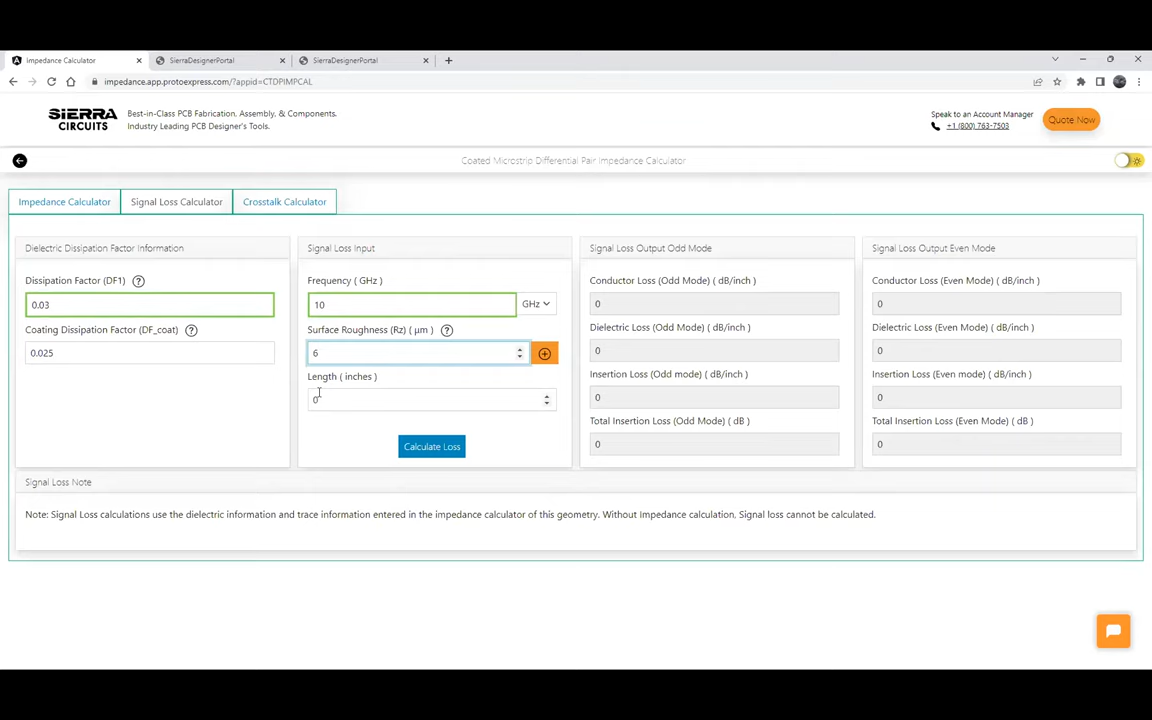 Impedance Calculator
SierraDesignerPortal
SierraDesignerPortal
impedance.app.protoexpress.com/?appid=CTDPIMPCAL
SIERRA
CIRCUITS
Best-in-Class PCB Fabrication, Assembly, & Components.
Industry Leading PCB Designer's Tools.
Speak to an Account Manager
+1 (800) 763-7503
Quote Now
Coated Microstrip Differential Pair Impedance Calculator
Impedance Calculator
Signal Loss Calculator
Crosstalk Calculator
Dielectric Dissipation Factor Information
Dissipation Factor (DF1) ?
0.03
Coating Dissipation Factor (DF_coat) ?
0.025
Signal Loss Input
Frequency ( GHz )
10
GHz
Surface Roughness (Rz) ( μm ) ?
6
Length ( inches )
0
Calculate Loss
Signal Loss Output Odd Mode
Conductor Loss (Odd Mode) ( dB/inch )
0
Dielectric Loss (Odd Mode) ( dB/inch )
0
Insertion Loss (Odd mode) ( dB/inch )
0
Total Insertion Loss (Odd Mode) ( dB )
0
Signal Loss Output Even Mode
Conductor Loss (Even Mode) ( dB/inch )
0
Dielectric Loss (Even Mode) ( dB/inch )
0
Insertion Loss (Even mode) ( dB/inch )
0
Total Insertion Loss (Even Mode) ( dB )
0
Signal Loss Note
Note: Signal Loss calculations use the dielectric information and trace information entered in the impedance calculator of this geometry. Without Impedance calculation, Signal loss cannot be calculated.